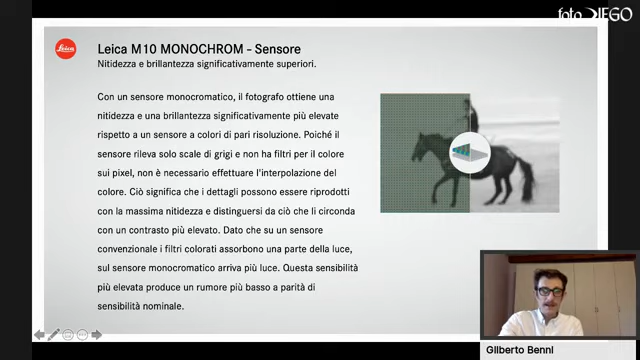 foto DIEGO
Leica
Leica M10 MONOCHROM - Sensore
Nitidezza e brillantezza significativamente superiori.
Con un sensore monocromatico, il fotografo ottiene una
nitidezza e una brillantezza significativamente più elevate
rispetto a un sensore a colori di pari risoluzione. Poiché il
sensore rileva solo scale di grigi e non ha filtri per il colore
sui pixel, non è necessario effettuare l'interpolazione del
colore. Ciò significa che i dettagli possono essere riprodotti
con la massima nitidezza e distinguersi da ciò che li circonda
con un contrasto più elevato. Dato che su un sensore
convenzionale i filtri colorati assorbono una parte della luce,
sul sensore monocromatico arriva più luce. Questa sensibilità
più elevata produce un rumore più basso a parità di
sensibilità nominale.
Gilberto Benni